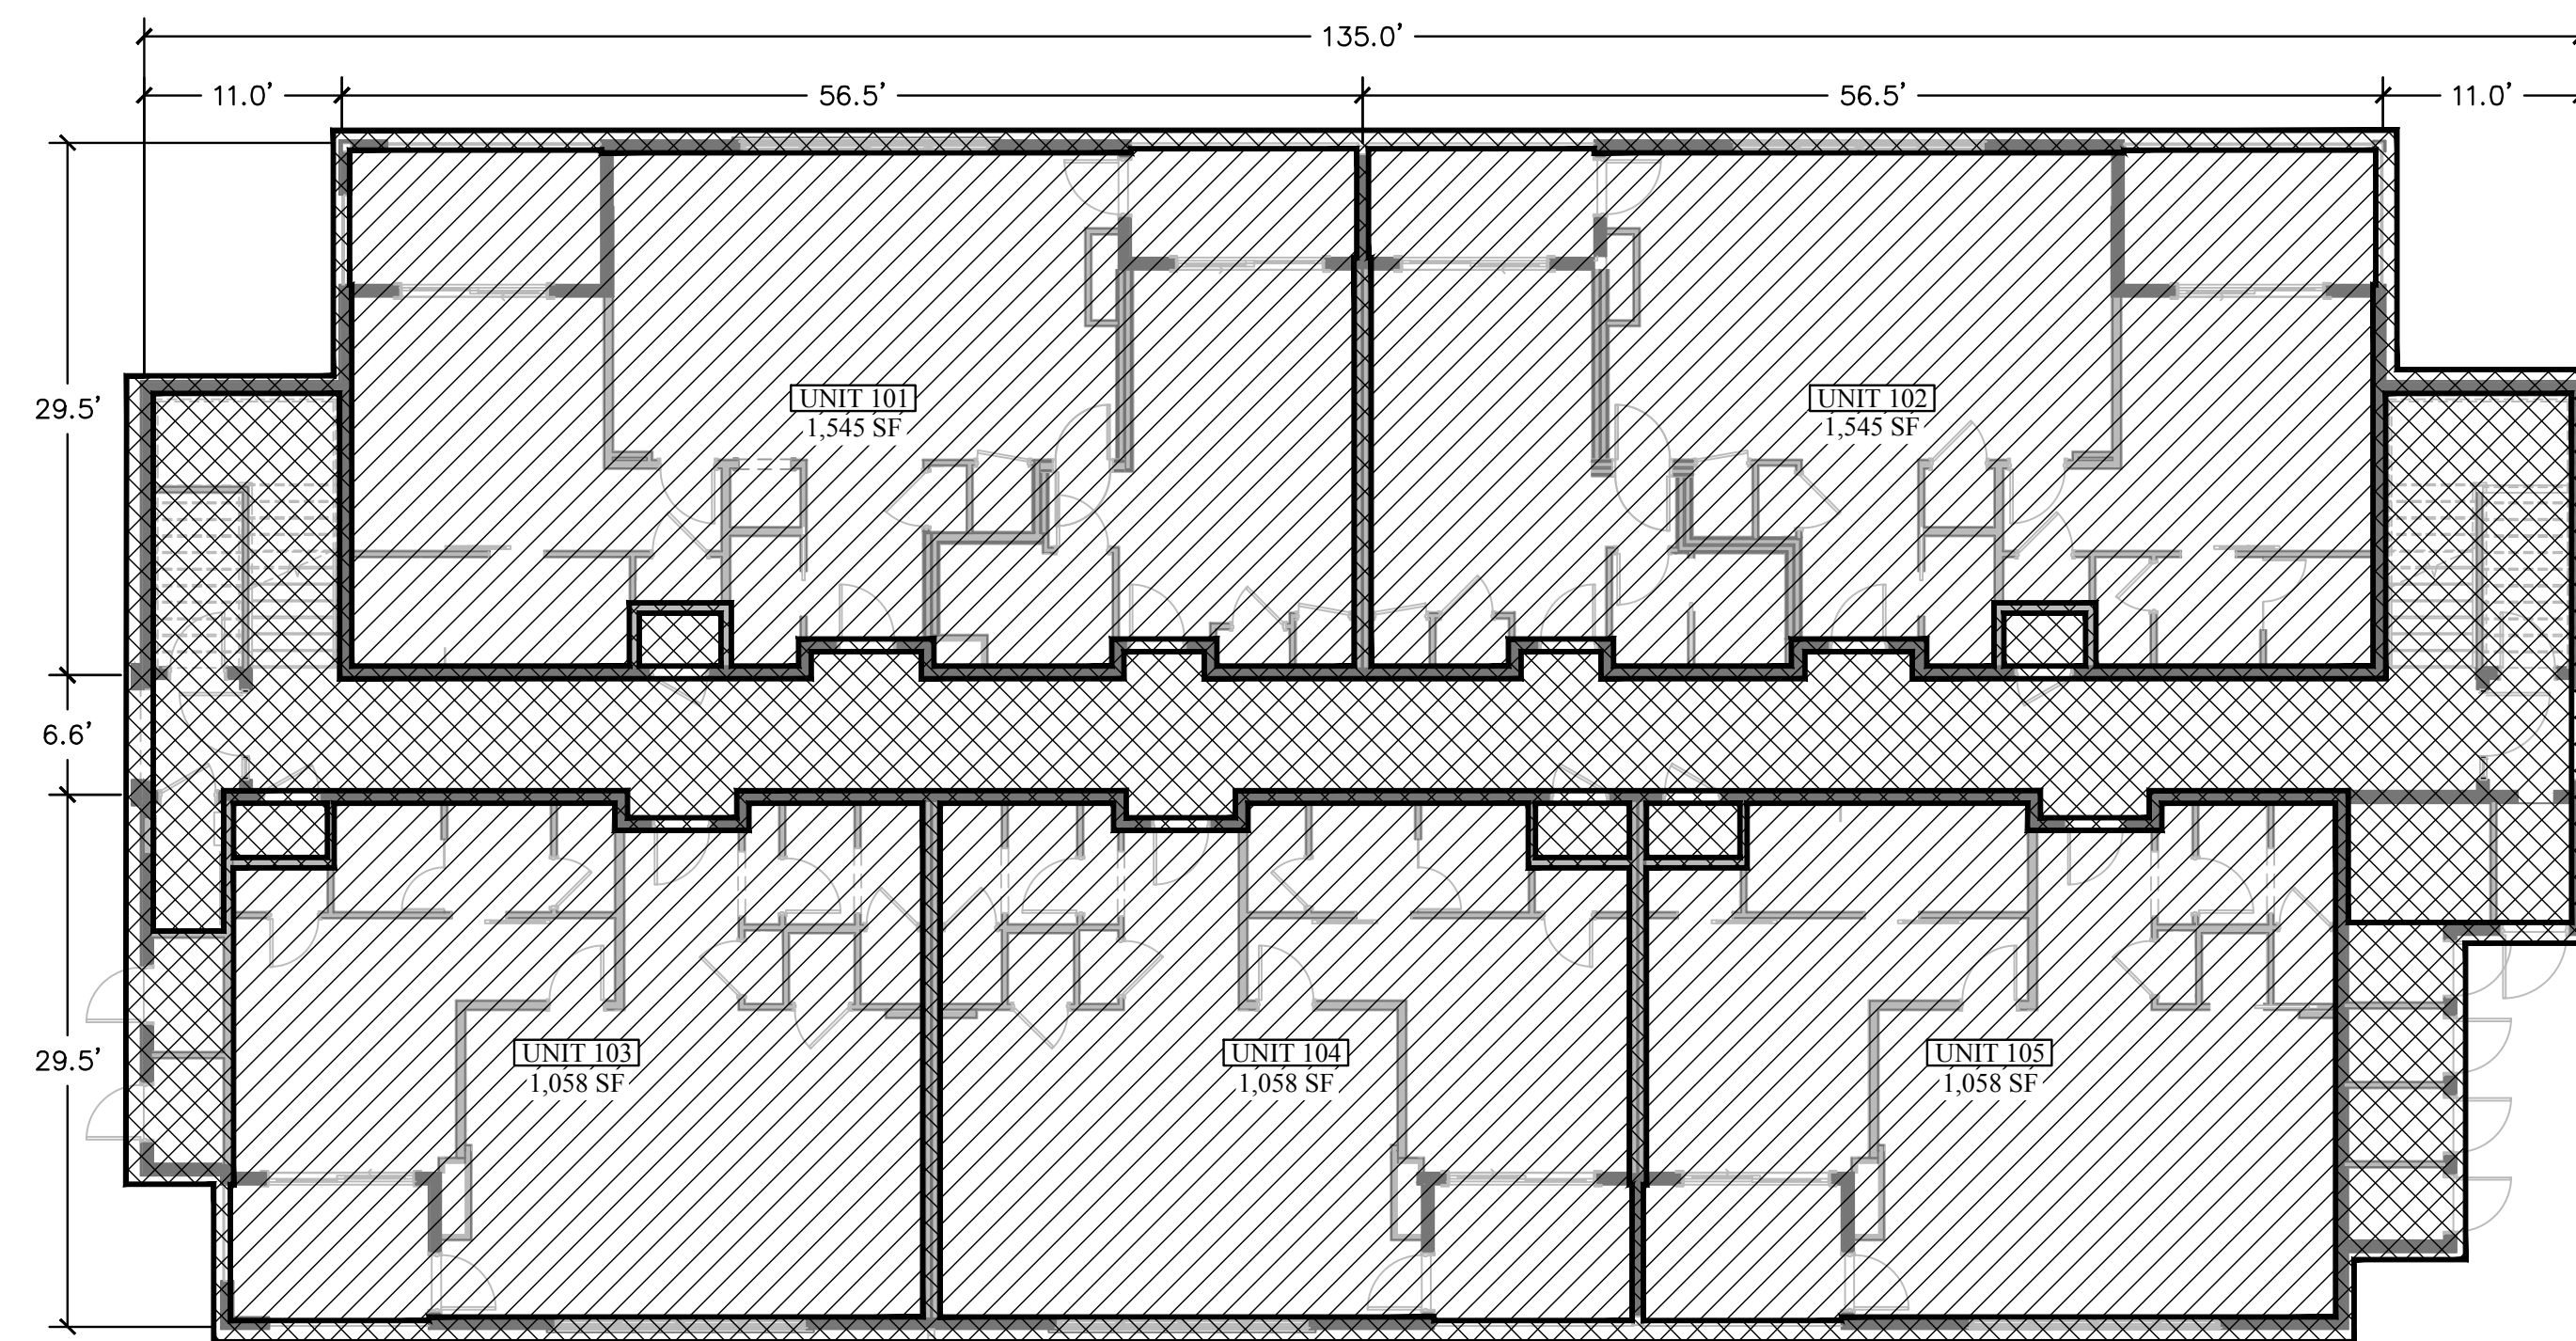 135.0'
11.0'
56.5'
56.5'
11.0'
29.5'
6.6'
29.5'
UNIT 101
1,545 SF
UNIT 102
1,545 SF
UNIT 103
1,058 SF
UNIT 104
1,058 SF
UNIT 105
1,058 SF